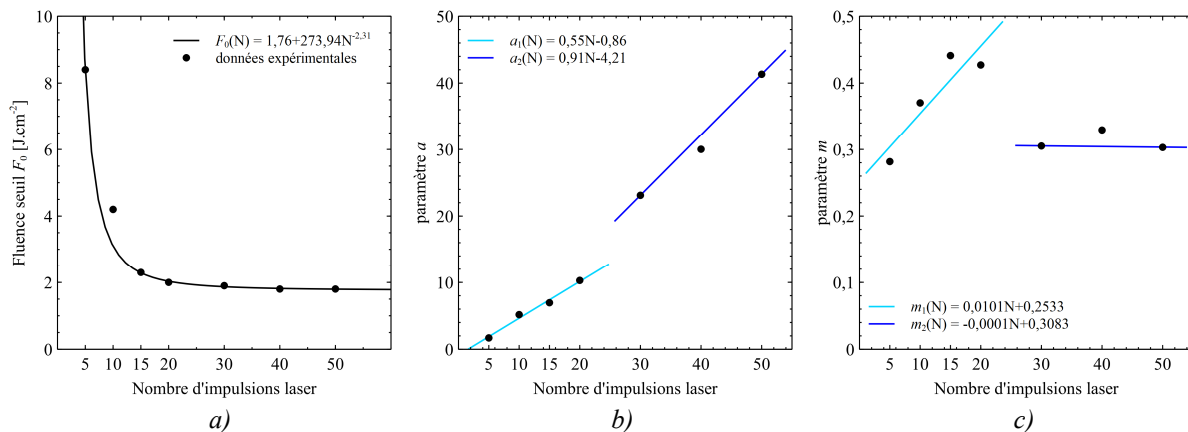 10
8
6
4
2
0
Fluence seuil F₀ [J.cm⁻²]
F₀(N) = 1,76+273,94N⁻²,³¹
données expérimentales
5 10 15 20 30 40 50
Nombre d'impulsions laser
a)
50
40
30
20
10
0
paramètre a
a₁(N) = 0,55N-0,86
a₂(N) = 0,91N-4,21
5 10 15 20 30 40 50
Nombre d'impulsions laser
b)
0,5
0,4
0,3
0,2
0,1
0
paramètre m
m₁(N) = 0,0101N+0,2533
m₂(N) = -0,0001N+0,3083
5 10 15 20 30 40 50
Nombre d'impulsions laser
c)